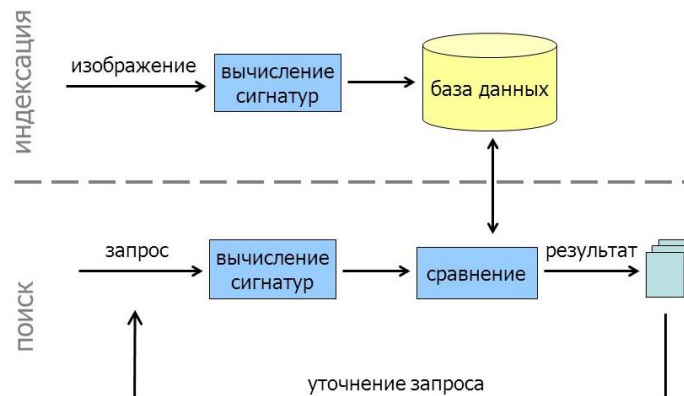 индексация
изображение
вычисление
сигнатур
база данных
поиск
запрос
вычисление
сигнатур
сравнение
результат
уточнение запроса